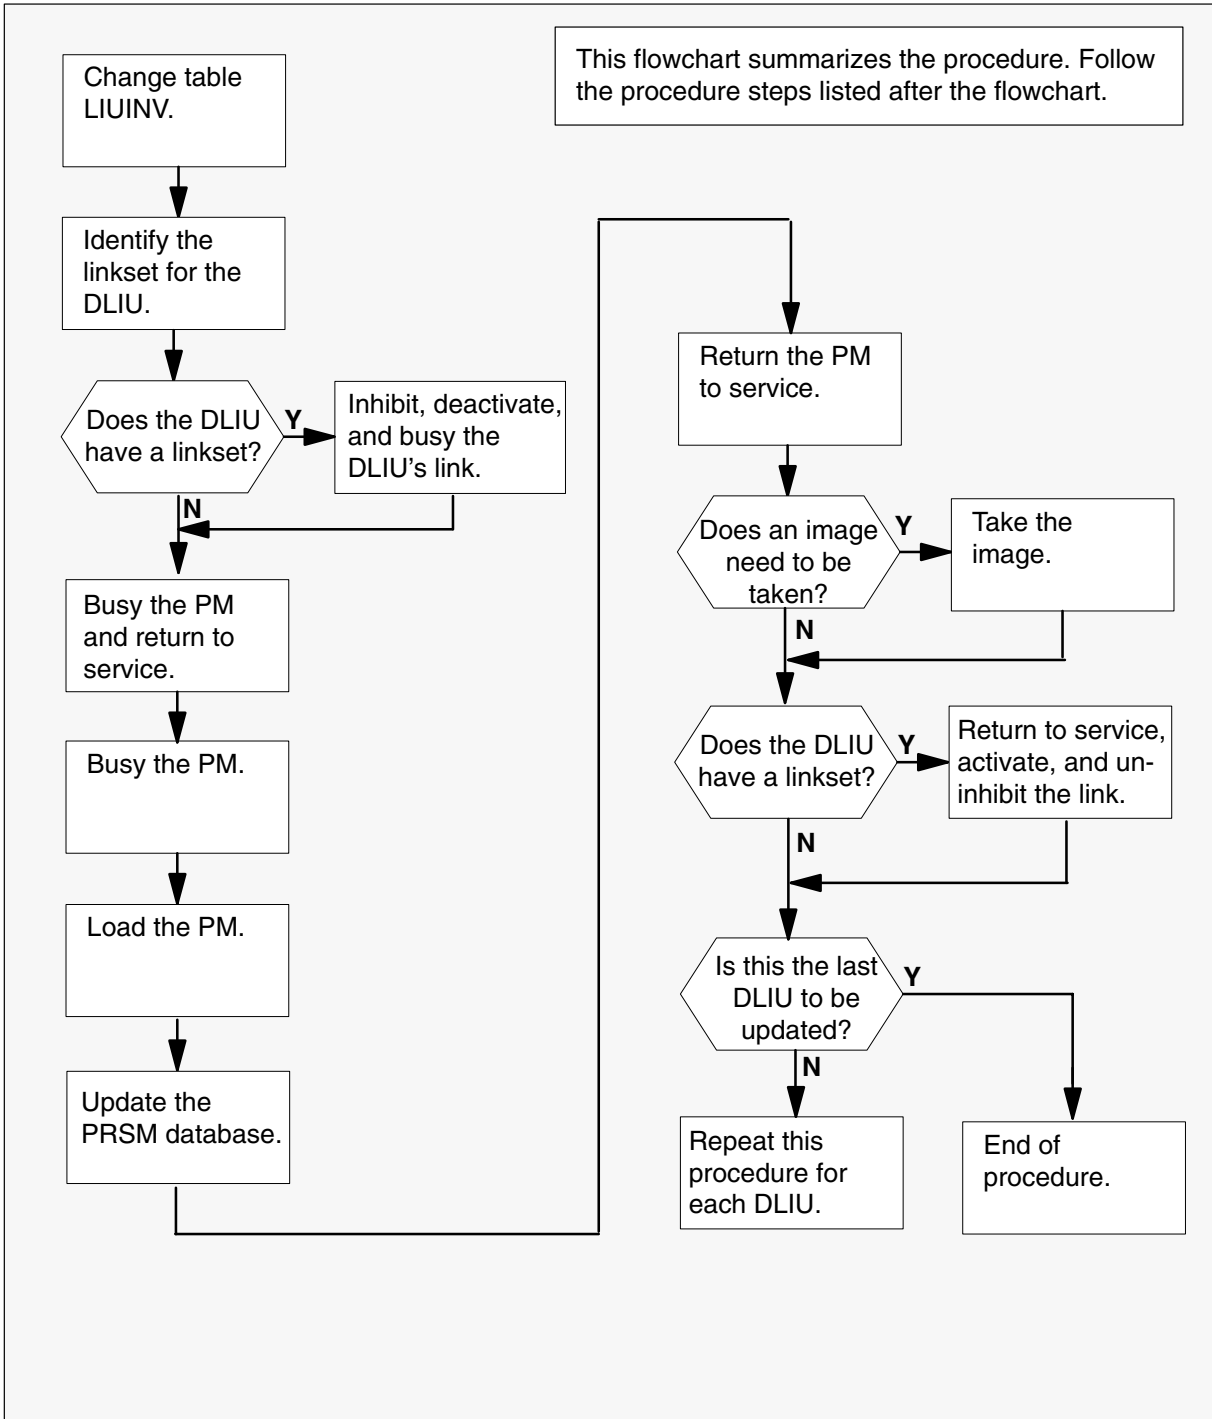 This flowchart summarizes the procedure. Follow
the procedure steps listed after the flowchart.
Change table
LIUINV.
Identify the
linkset for the
DLIU.
Does the DLIU
have a linkset?
Y
Inhibit, deactivate,
and busy the
DLIU's link.
N
Busy the PM
and return to
service.
Busy the PM.
Load the PM.
Update the
PRSM database.
Return the PM
to service.
Does an image
need to be
taken?
Y
Take the
image.
N
Does the DLIU
have a linkset?
Y
Return to service,
activate, and un-
inhibit the link.
N
Is this the last
DLIU to be
updated?
Y
N
Repeat this
procedure for
each DLIU.
End of
procedure.